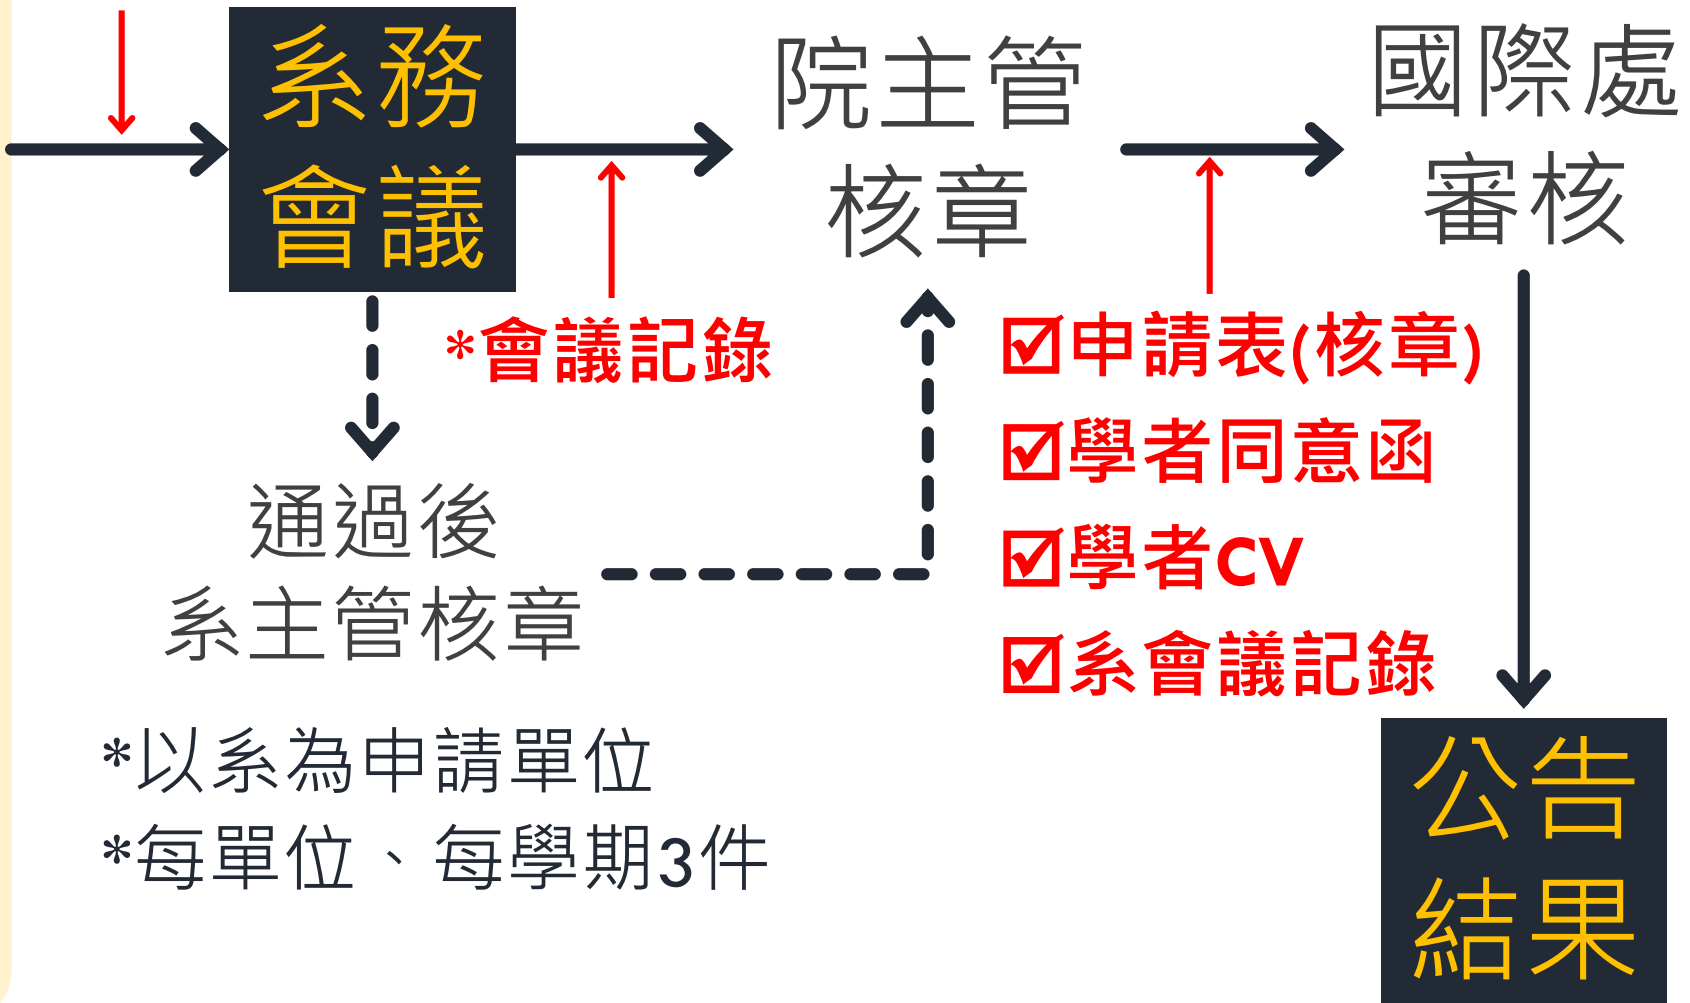 系務
會議
院主管
核章
國際處
審核
*會議記錄
通過後
系主管核章
☑申請表(核章)
☑學者同意函
☑學者CV
☑系會議記錄
*以系為申請單位
*每單位、每學期3件
公告
結果